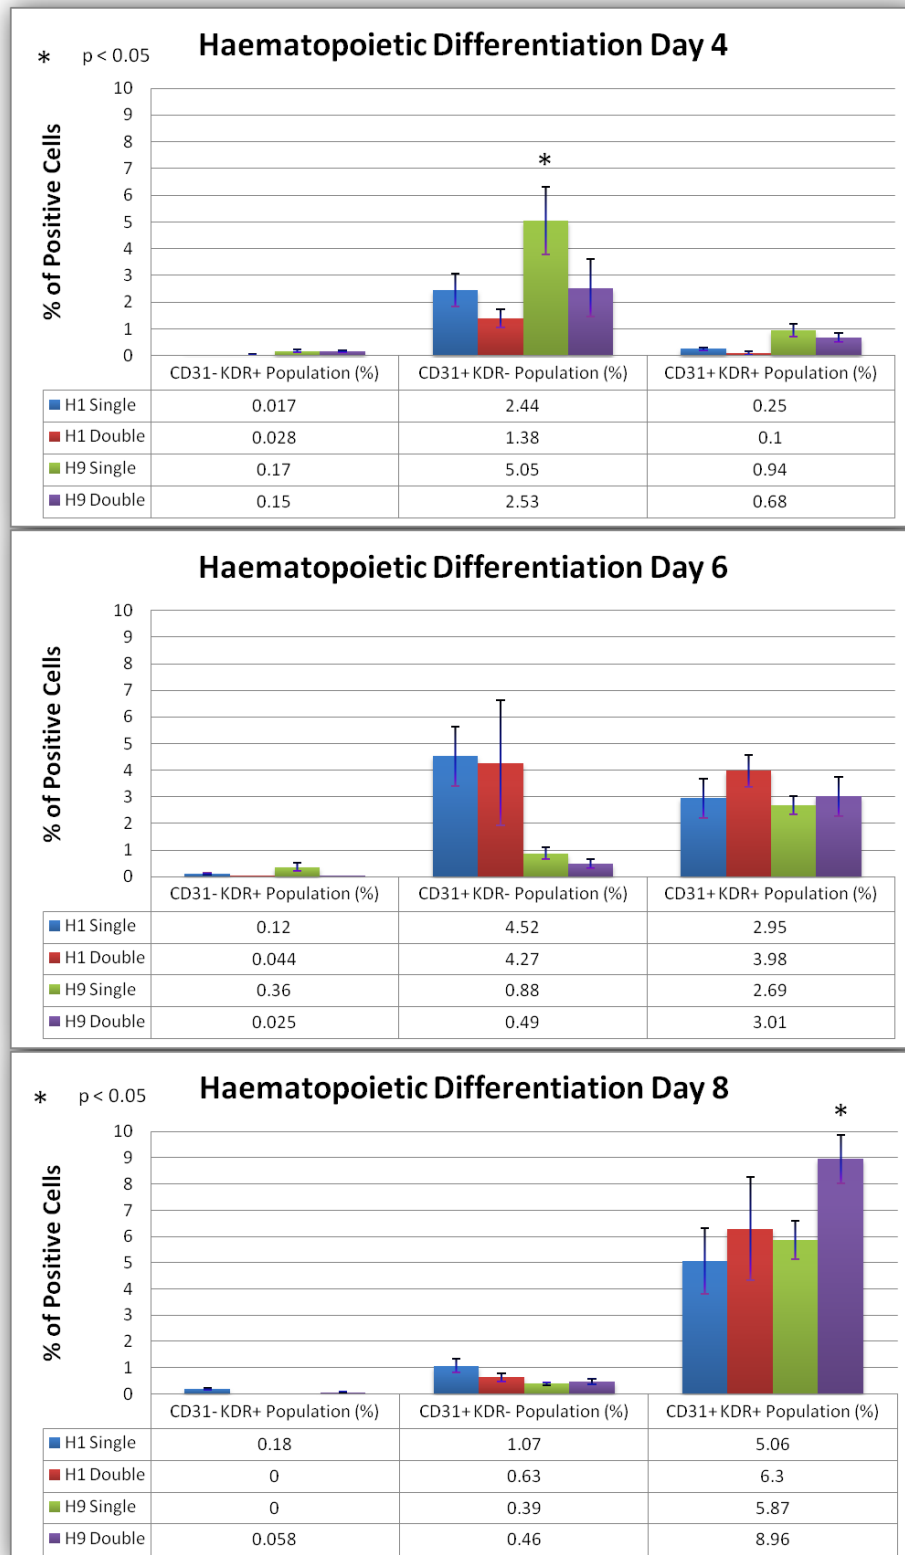 * p < 0.05 Haematopoietic Differentiation Day 4
% of Positive Cells
10
9
8
7
6
5
4
3
2
1
0
*
CD31- KDR+ Population (%) CD31+ KDR- Population (%) CD31+ KDR+ Population (%)
H1 Single 0.017 2.44 0.25
H1 Double 0.028 1.38 0.1
H9 Single 0.17 5.05 0.94
H9 Double 0.15 2.53 0.68
Haematopoietic Differentiation Day 6
% of Positive Cells
10
9
8
7
6
5
4
3
2
1
0
CD31- KDR+ Population (%) CD31+ KDR- Population (%) CD31+ KDR+ Population (%)
H1 Single 0.12 4.52 2.95
H1 Double 0.044 4.27 3.98
H9 Single 0.36 0.88 2.69
H9 Double 0.025 0.49 3.01
* p < 0.05 Haematopoietic Differentiation Day 8
% of Positive Cells
*
10
9
8
7
6
5
4
3
2
1
0
CD31- KDR+ Population (%) CD31+ KDR- Population (%) CD31+ KDR+ Population (%)
H1 Single 0.18 1.07 5.06
H1 Double 0 0.63 6.3
H9 Single 0 0.39 5.87
H9 Double 0.058 0.46 8.96